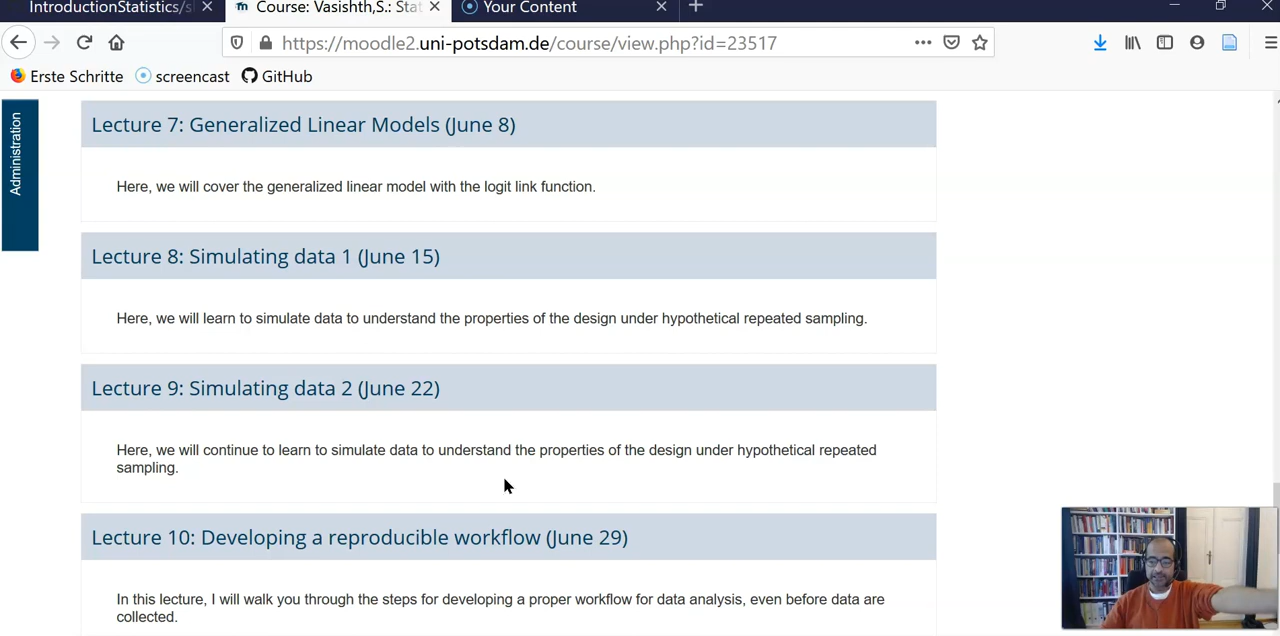 IntroductionStatistics/s
Course: Vasishth,S.: Stat
Your Content
https://moodle2.uni-potsdam.de/course/view.php?id=23517
Erste Schritte
screencast
GitHub
Administration
Lecture 7: Generalized Linear Models (June 8)
Here, we will cover the generalized linear model with the logit link function.
Lecture 8: Simulating data 1 (June 15)
Here, we will learn to simulate data to understand the properties of the design under hypothetical repeated sampling.
Lecture 9: Simulating data 2 (June 22)
Here, we will continue to learn to simulate data to understand the properties of the design under hypothetical repeated
sampling.
Lecture 10: Developing a reproducible workflow (June 29)
In this lecture, I will walk you through the steps for developing a proper workflow for data analysis, even before data are
collected.